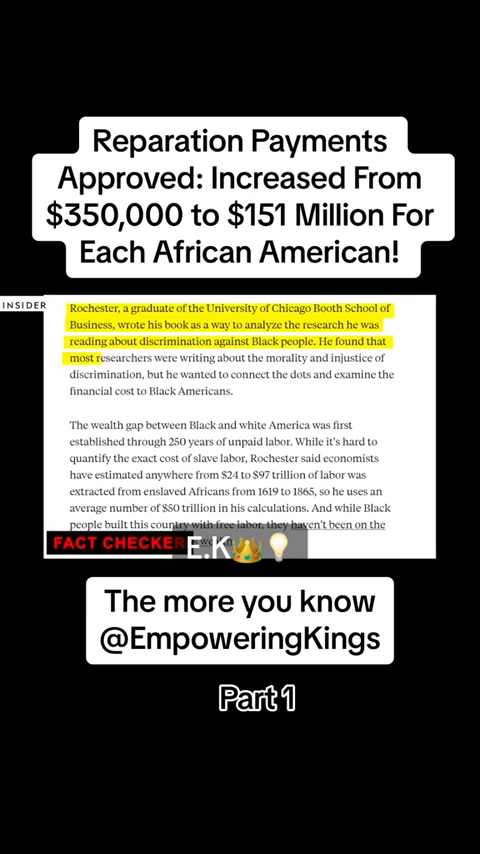 Reparation Payments
Approved: Increased From
$350,000 to $151 Million For
Each African American!
INSIDER
Rochester, a graduate of the University of Chicago Booth School of
Business, wrote his book as a way to analyze the research he was
reading about discrimination against Black people. He found that
most researchers were writing about the morality and injustice of
discrimination, but he wanted to connect the dots and examine the
financial cost to Black Americans.
The wealth gap between Black and white America was first
established through 250 years of unpaid labor. While it's hard to
quantify the exact cost of slave labor, Rochester said economists
have estimated anywhere from $24 to $97 trillion of labor was
extracted from enslaved Africans from 1619 to 1865, so he uses an
average number of $50 trillion in his calculations. And while Black
people built this country with free labor, they haven't been on the
FACT CHECKER
E.K👑💡
The more you know
@EmpoweringKings
Part 1